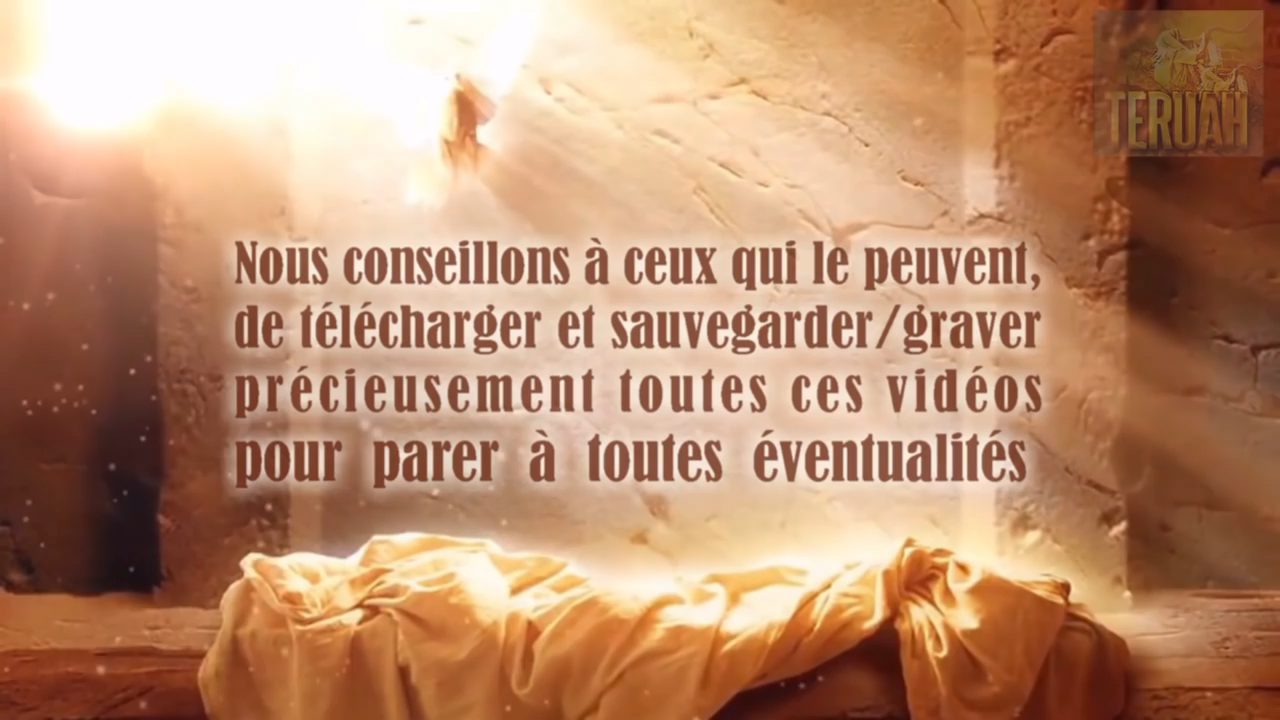 TERUAH
Nous conseillons à ceux qui le peuvent,
de télécharger et sauvegarder/graver
précieusement toutes ces vidéos
pour parer à toutes éventualités